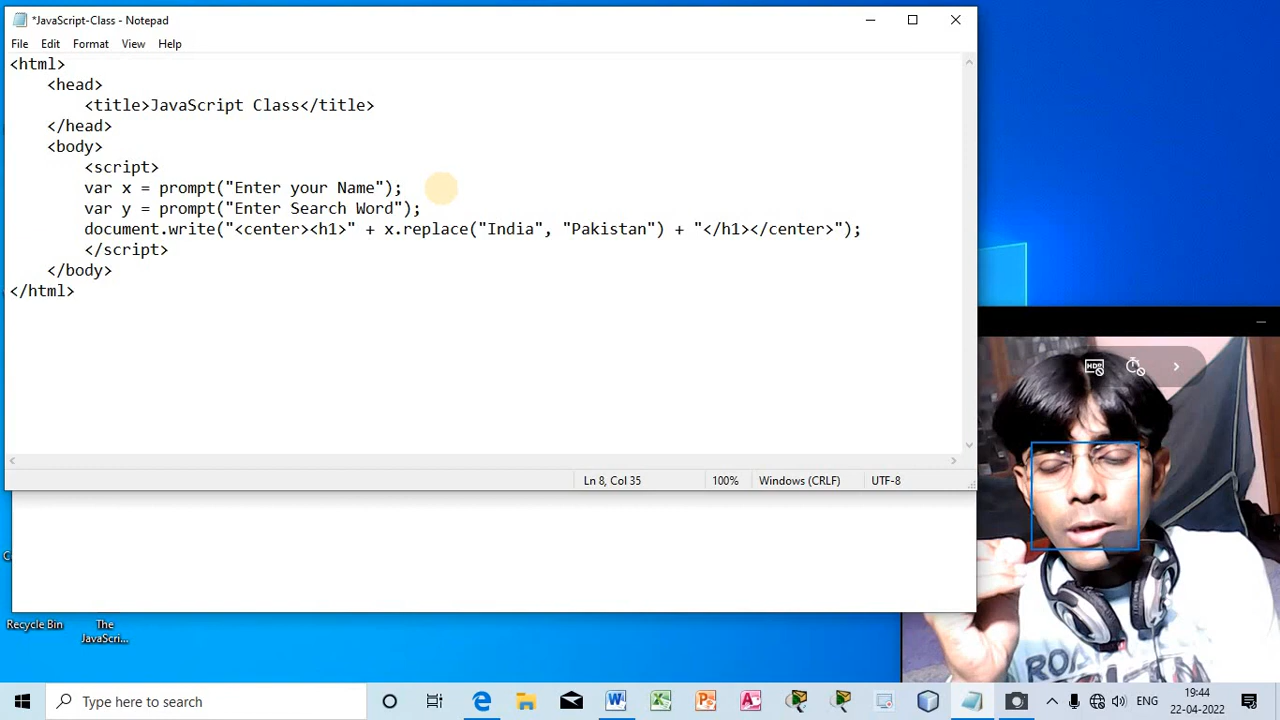 *JavaScript-Class - Notepad
File Edit Format View Help
<html>
<head>
<title>JavaScript Class</title>
</head>
<body>
<script>
var x = prompt("Enter your Name");
var y = prompt("Enter Search Word");
document.write("<center><h1>" + x.replace("India", "Pakistan") + "</h1></center>");
</script>
</body>
</html>
Ln 8, Col 35 100% Windows (CRLF) UTF-8
HDR
Recycle Bin
The
JavaScri...
Type here to search
ENG
19:44
22-04-2022